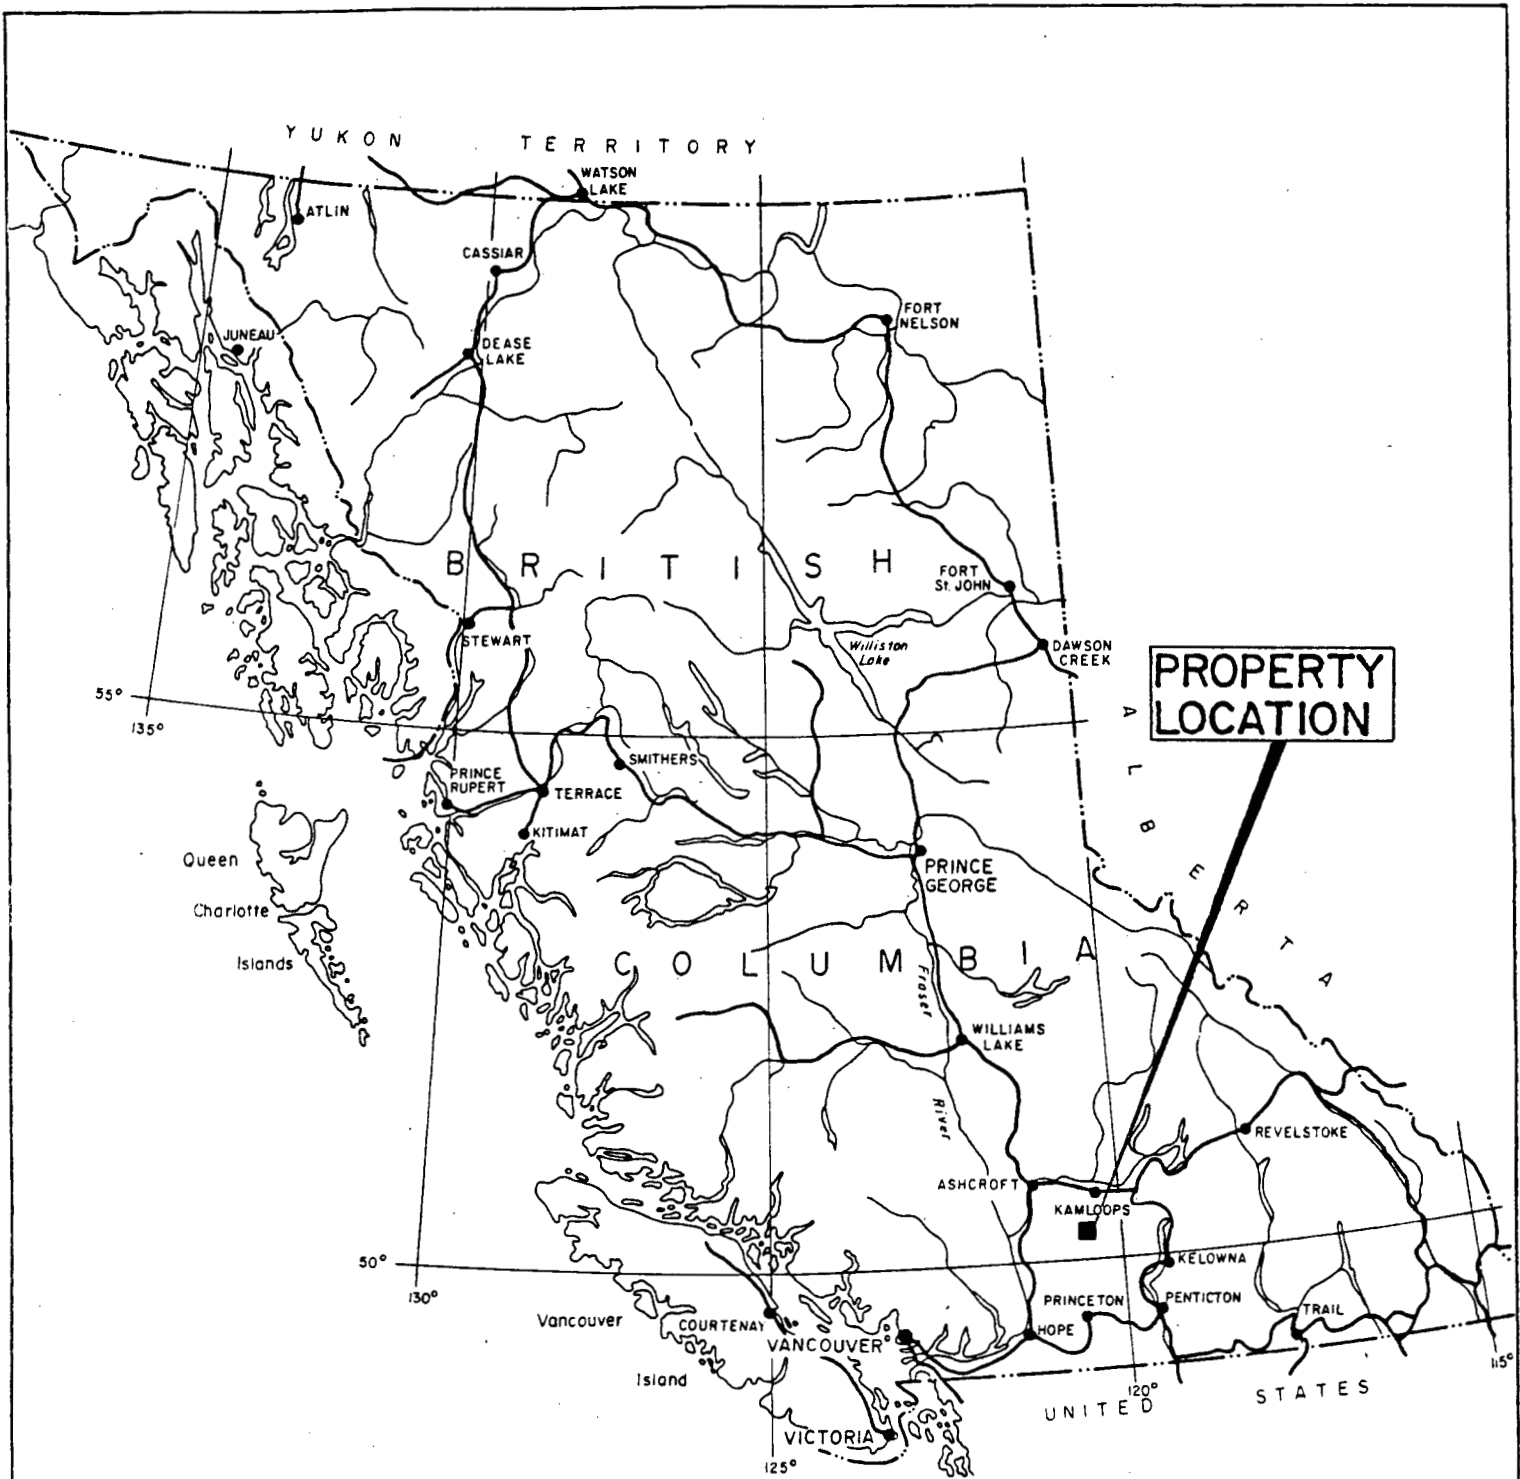 YUKON TERRITORY
WATSON
LAKE
ATLIN
CASSIAR
JUNEAU
DEASE
LAKE
FORT
NELSON
BRITISH
FORT
St. JOHN
STEWART
Williston
Lake
DAWSON
CREEK
PROPERTY
LOCATION
55°
135°
ALBERTA
PRINCE
RUPERT
SMITHERS
TERRACE
KITIMAT
Queen
Charlotte
Islands
PRINCE
GEORGE
COLUMBIA
Fraser
River
WILLIAMS
LAKE
REVELSTOKE
ASHCROFT
KAMLOOPS
50°
130°
KELOWNA
Vancouver
Island
COURTENAY
VANCOUVER
PRINCETON
PENTICTON
TRAIL
HOPE
115°
120°
UNITED STATES
VICTORIA
125°